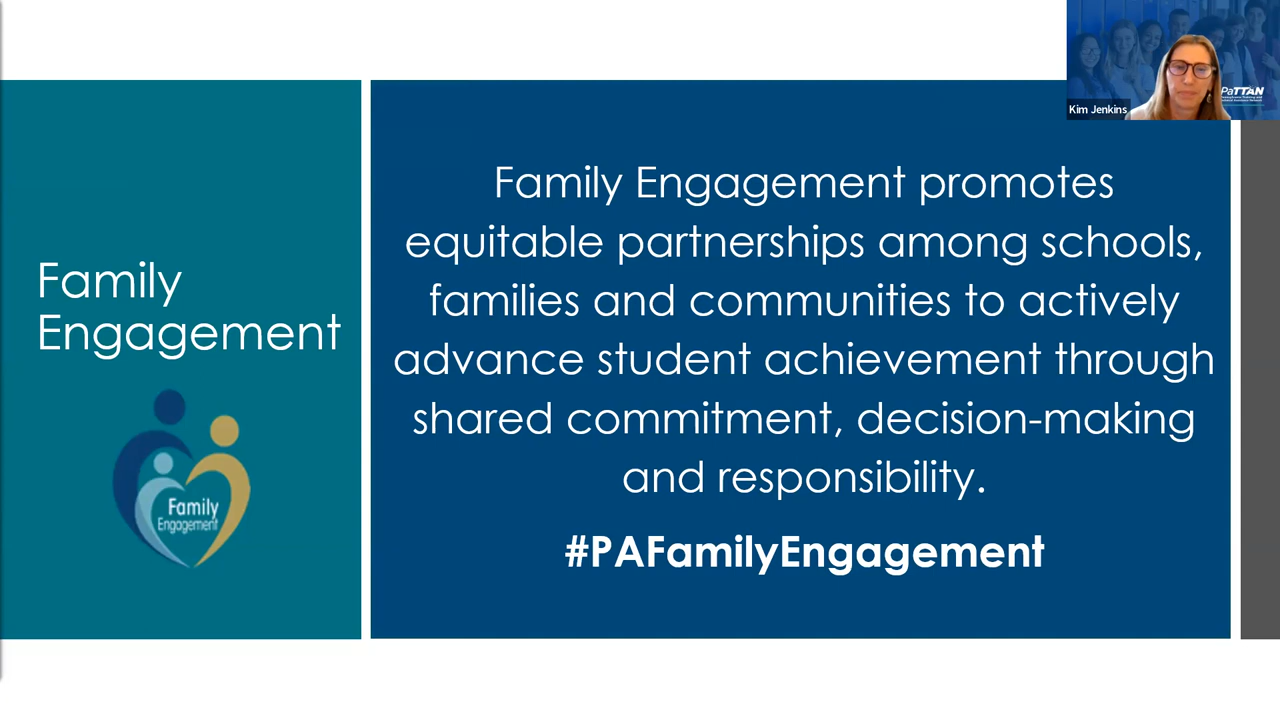 Family
Engagement
Family
Engagement
Family Engagement promotes
equitable partnerships among schools,
families and communities to actively
advance student achievement through
shared commitment, decision-making
and responsibility.
#PAFamilyEngagement
Kim Jenkins
PaTTAN